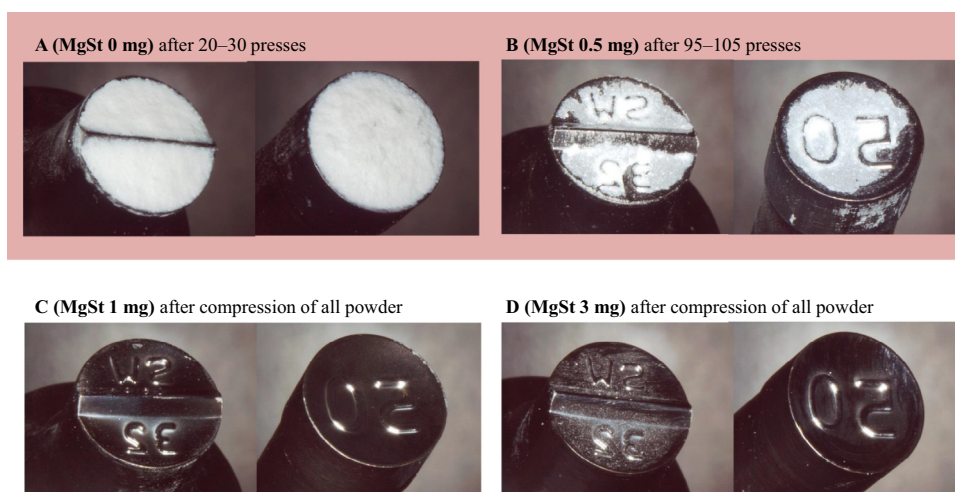 A (MgSt 0 mg) after 20–30 presses
B (MgSt 0.5 mg) after 95–105 presses
C (MgSt 1 mg) after compression of all powder
D (MgSt 3 mg) after compression of all powder